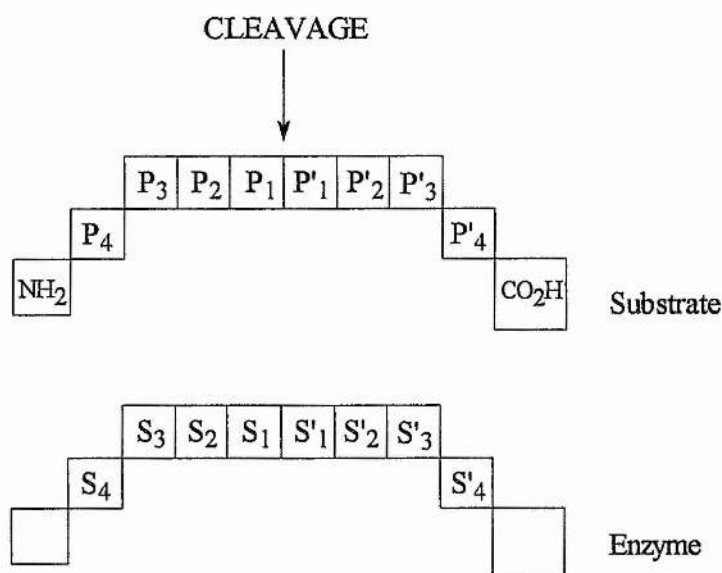 CLEAVAGE
P₃ P₂ P₁ P'₁ P'₂ P'₃
P₄ P'₄
NH₂ CO₂H Substrate
S₃ S₂ S₁ S'₁ S'₂ S'₃
S₄ S'₄
Enzyme